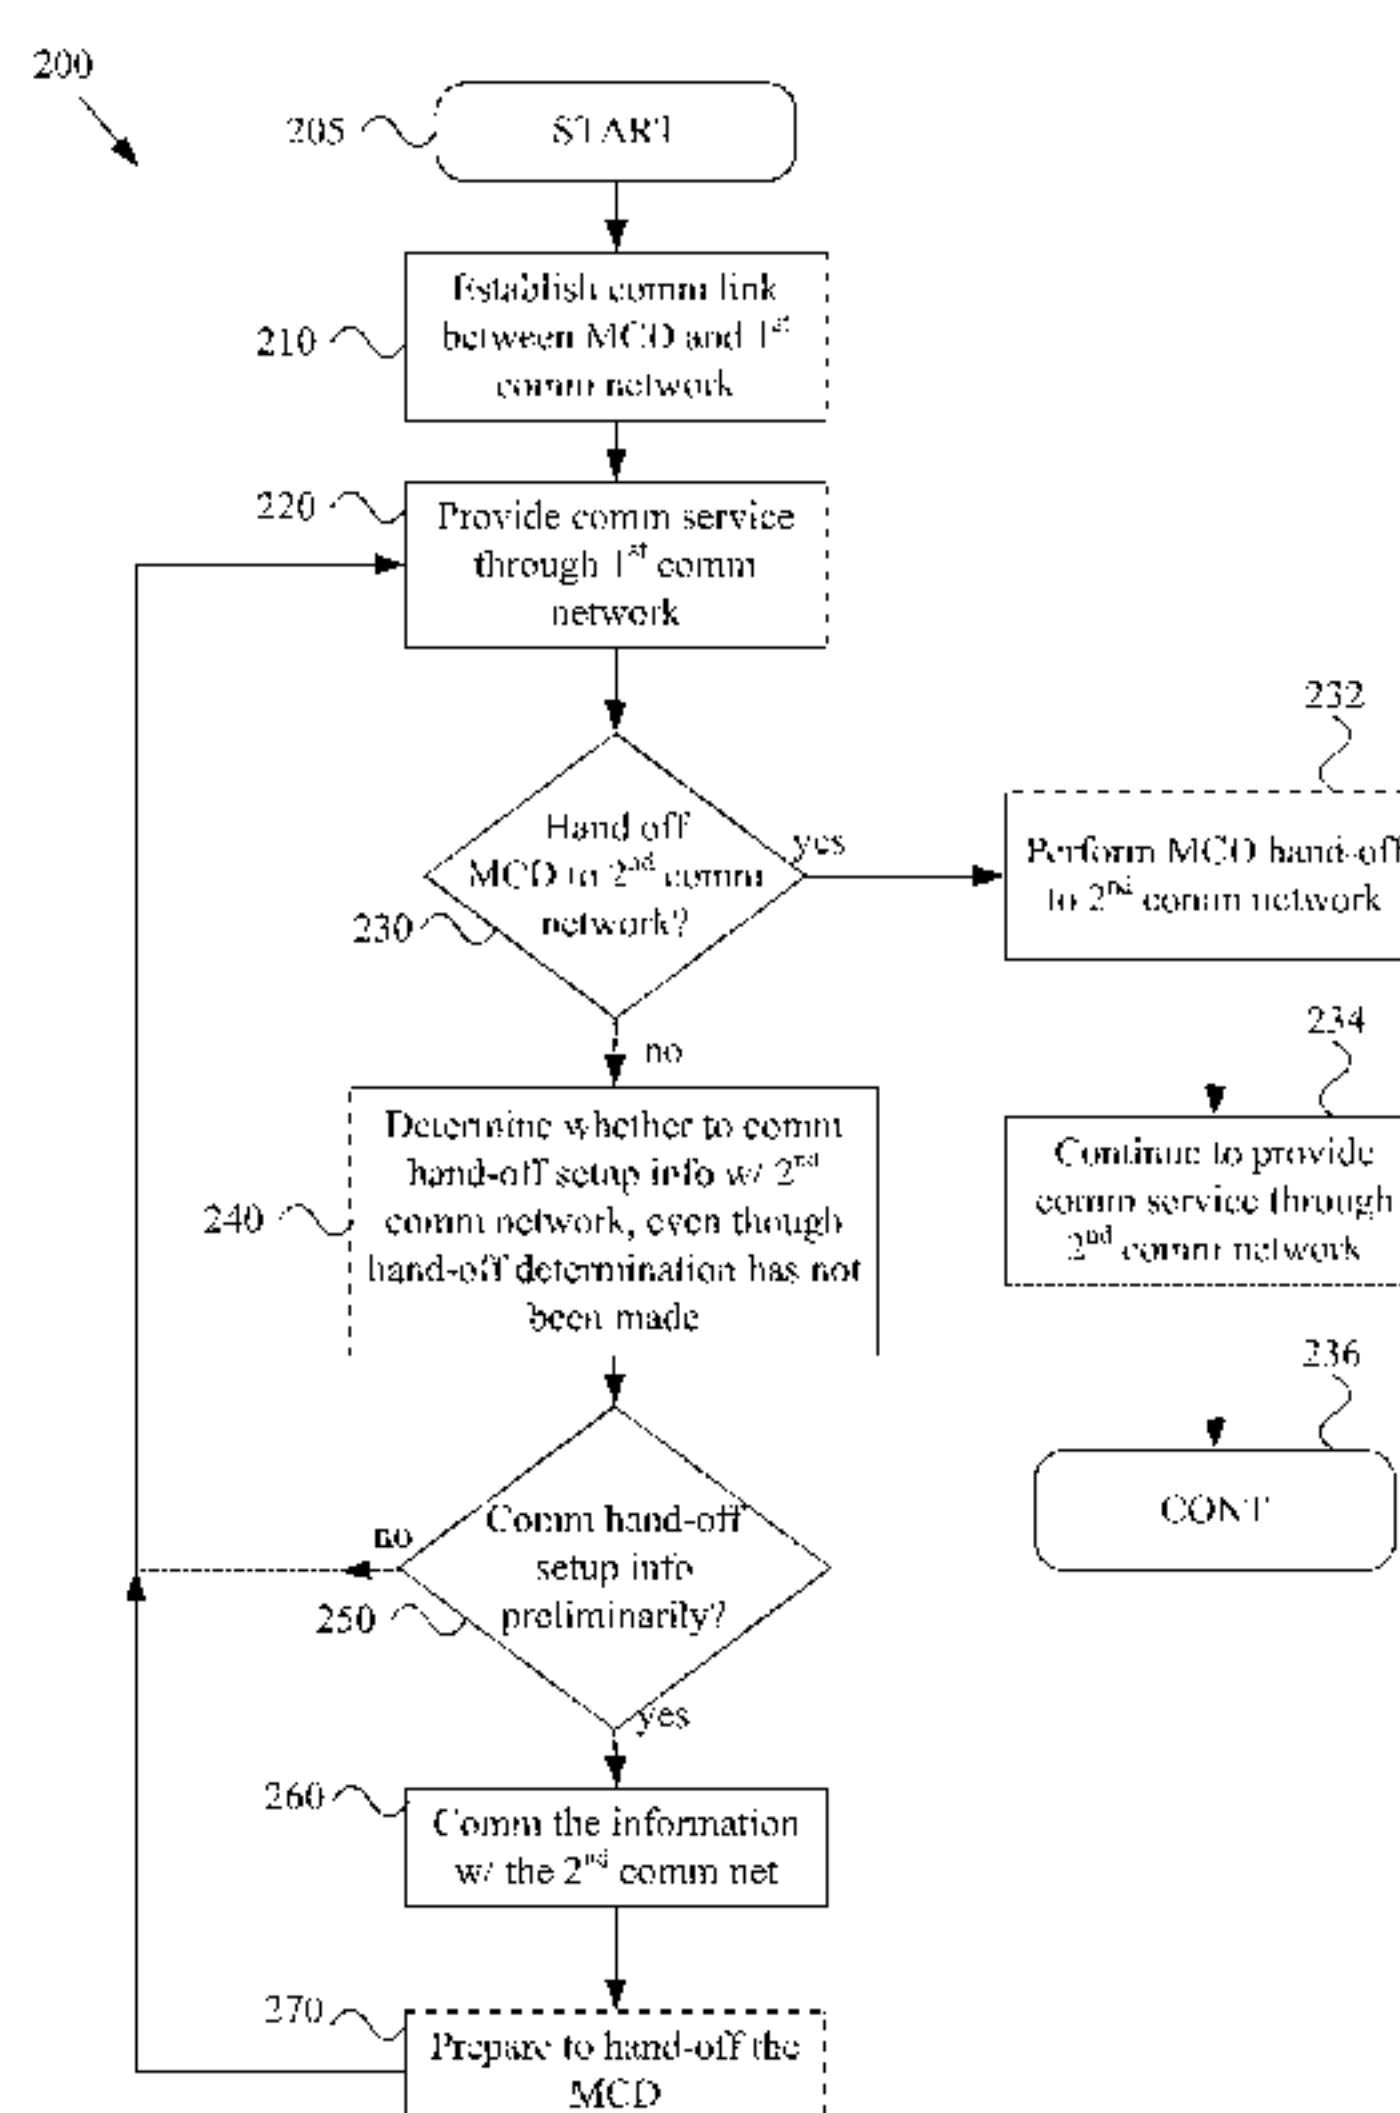 200
205
START
210
Establish comm link
between MCD and 1st
comm network
220
Provide comm service
through 1st comm
network
230
Hand off
MCD to 2nd comm
network?
yes
232
Perform MCD hand-off
to 2nd comm network
234
Continue to provide
comm service through
2nd comm network
236
CONT
no
240
Determine whether to comm
hand-off setup info w/ 2nd
comm network, even though
hand-off determination has not
been made
250
Comm hand-off
setup info
preliminarily?
no
yes
260
Comm the information
w/ the 2nd comm net
270
Prepare to hand-off the
MCD